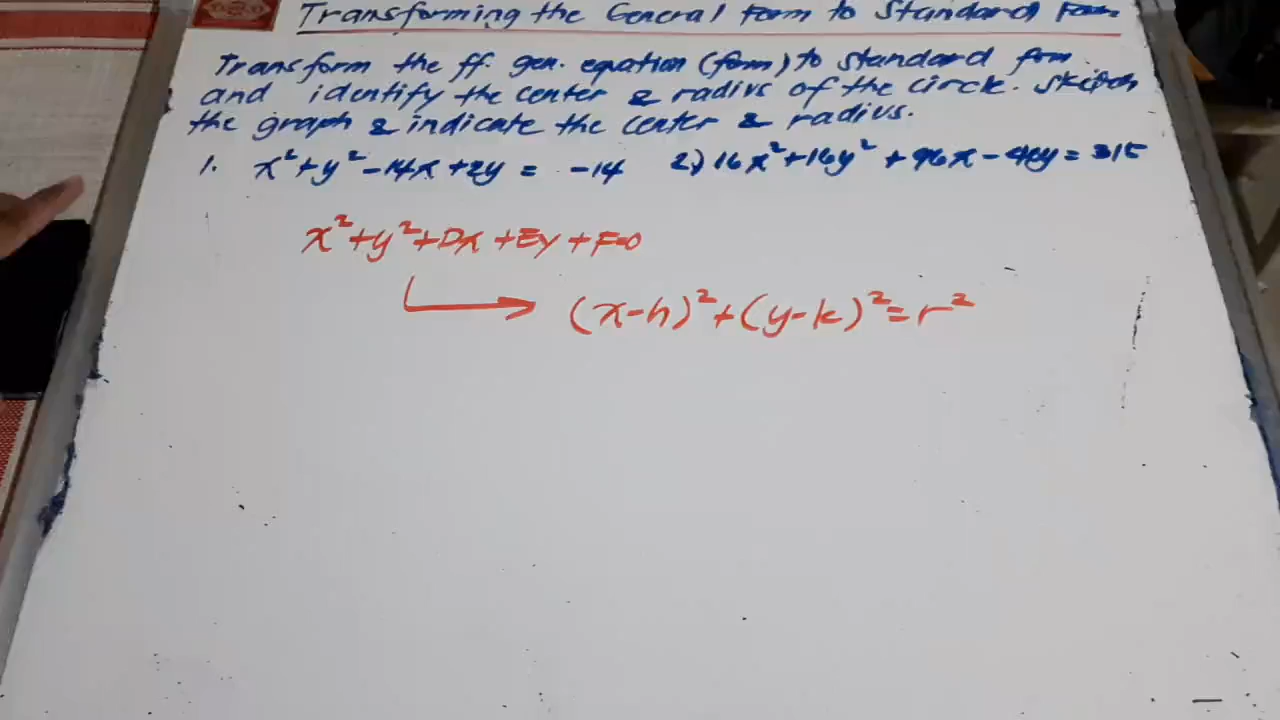 Transforming the General Form to Standard Form
Transform the ff. gen. equation (form) to standard form
and identify the center & radius of the circle. Sketch
the graph & indicate the center & radius.
1. x²+y²-14x+2y = -14 2.) 16x²+16y²+96x-40y=315
x²+y²+Dx+Ey+F=0
(x-h)²+(y-k)²=r²